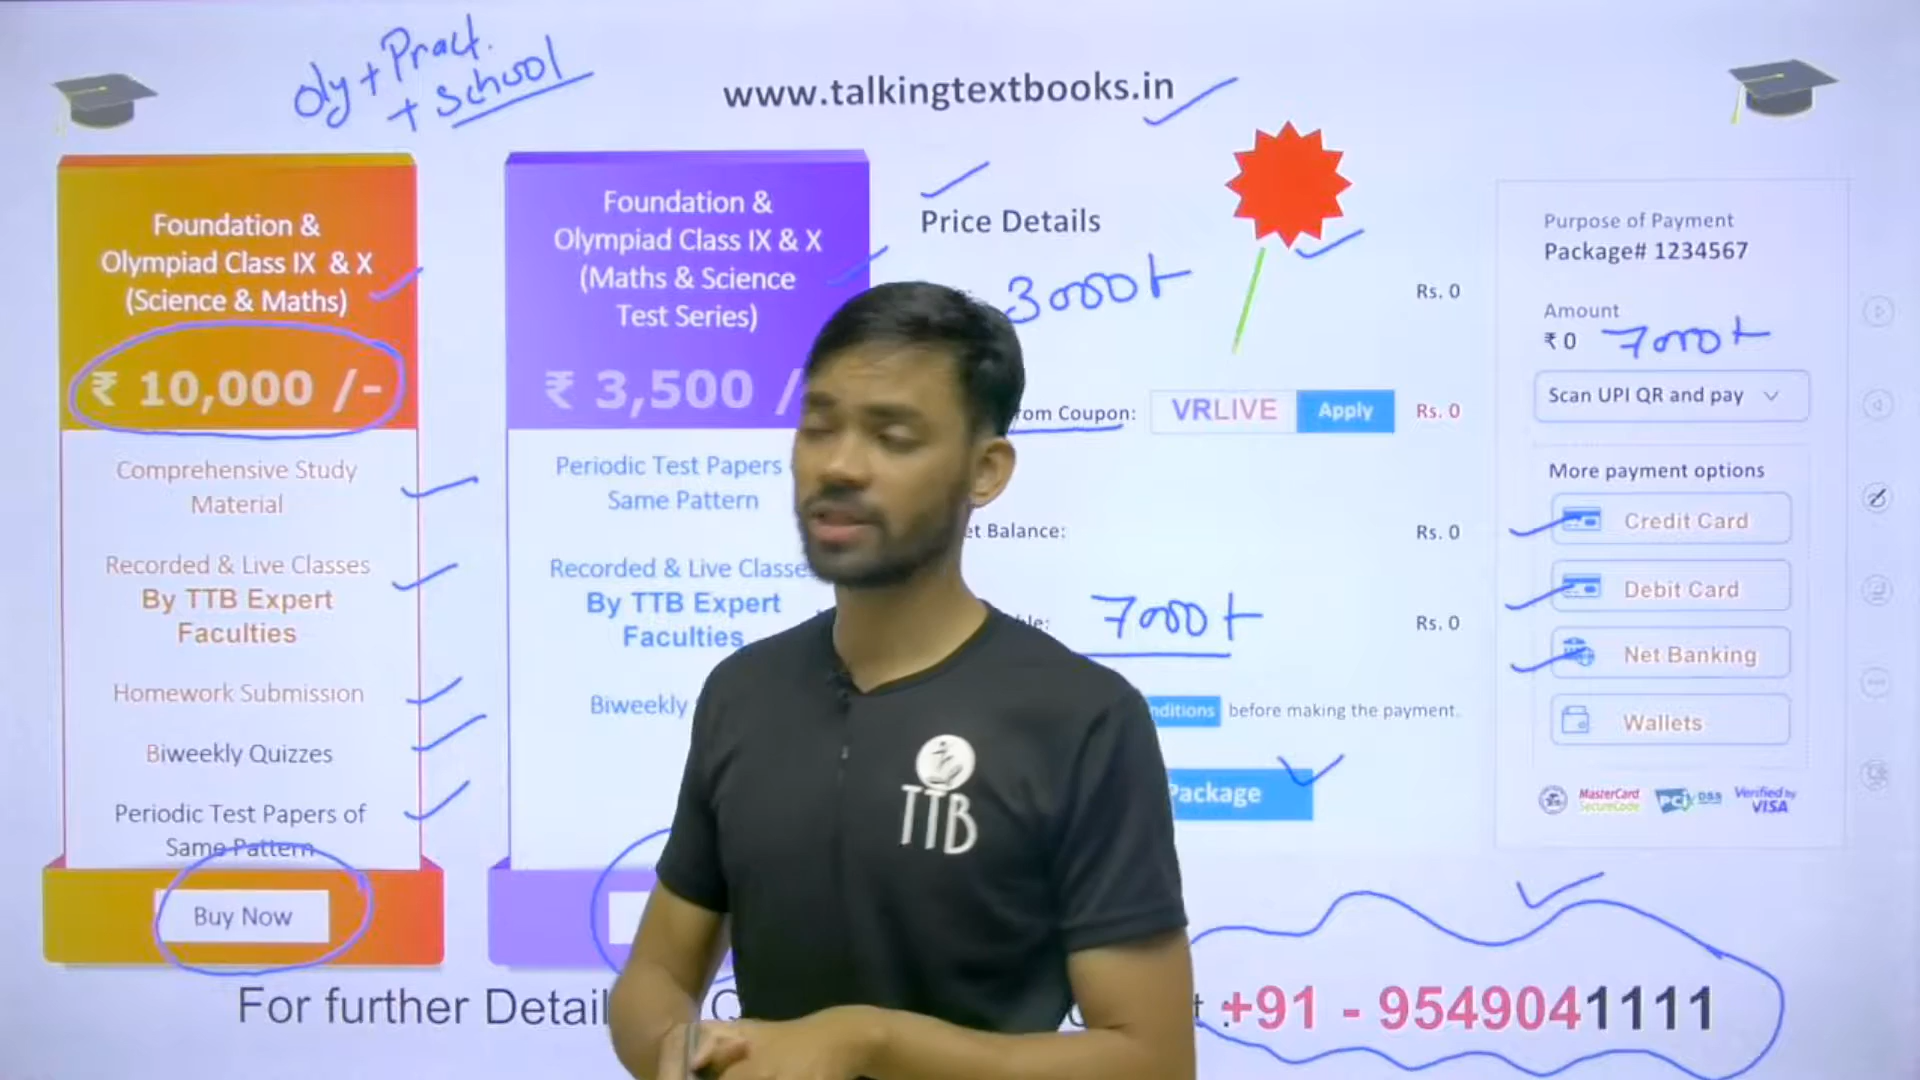 Oly + Pract.
+ School
www.talkingtextbooks.in
Foundation &
Olympiad Class IX & X
(Science & Maths)
₹ 10,000 /-
Comprehensive Study
Material
Recorded & Live Classes
By TTB Expert
Faculties
Homework Submission
Biweekly Quizzes
Periodic Test Papers of
Same Pattern
Buy Now
Foundation &
Olympiad Class IX & X
(Maths & Science
Test Series)
₹ 3,500 /
Periodic Test Papers
Same Pattern
Recorded & Live Classes
By TTB Expert
Faculties
Biweekly
Price Details
3000/-
Rs. 0
Coupon:
VRLIVE
Apply
Rs. 0
Balance:
Rs. 0
7000/-
Rs. 0
before making the payment.
Package
Purpose of Payment
Package# 1234567
Amount
₹ 0 7000/-
Scan UPI QR and pay
More payment options
Credit Card
Debit Card
Net Banking
Wallets
MasterCard
SecureCode
PCI DSS
Verified by
VISA
TTB
For further Detail
+91 - 9549041111